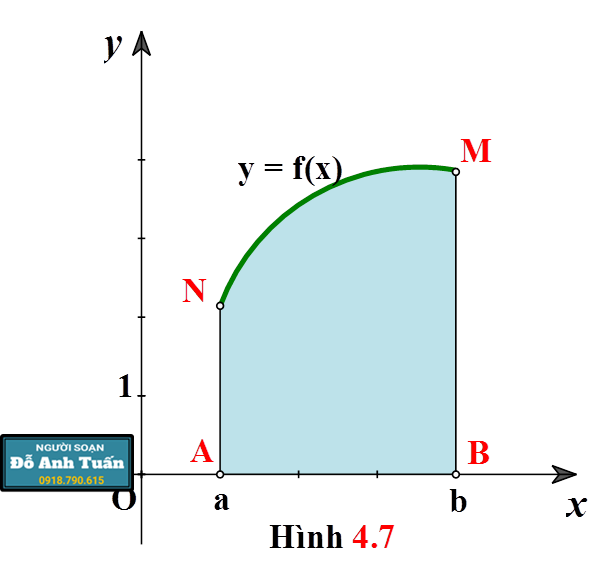 y
M
y = f(x)
N
1
NGƯỜI SOẠN
Đỗ Anh Tuấn
0918.790.615
A
B
O
a
b
x
Hình 4.7